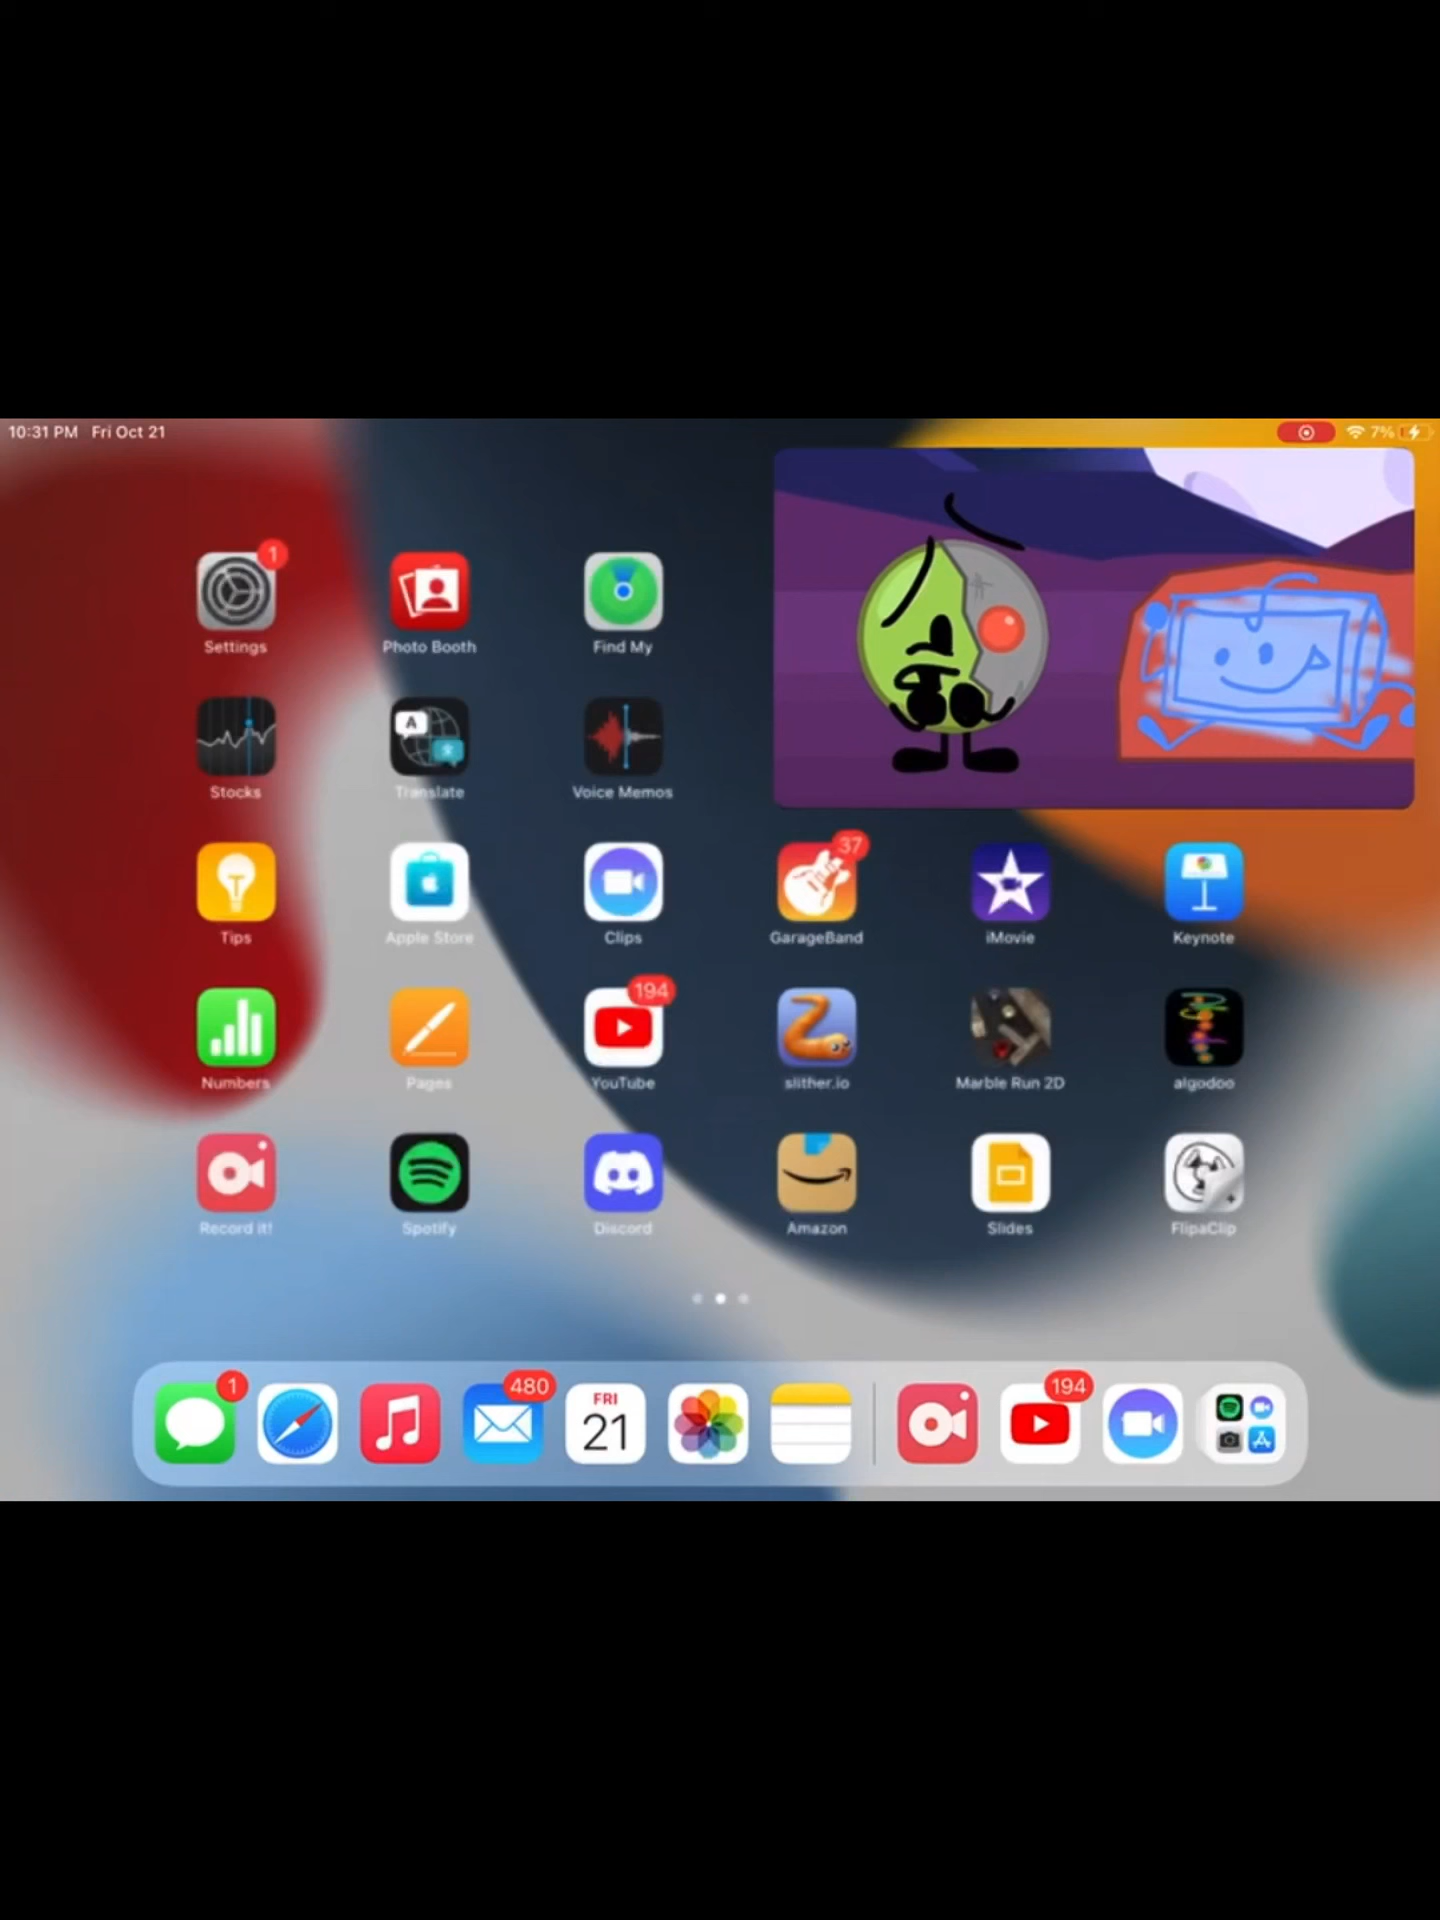 10:31 PM Fri Oct 21
7%
1
Settings
Photo Booth
Find My
Stocks
A
Translate
Voice Memos
37
Tips
Apple Store
Clips
GarageBand
iMovie
Keynote
194
Numbers
Pages
YouTube
slither.io
Marble Run 2D
algodoo
Record it!
Spotify
Discord
Amazon
Slides
FlipaClip
1
480
194
FRI
21